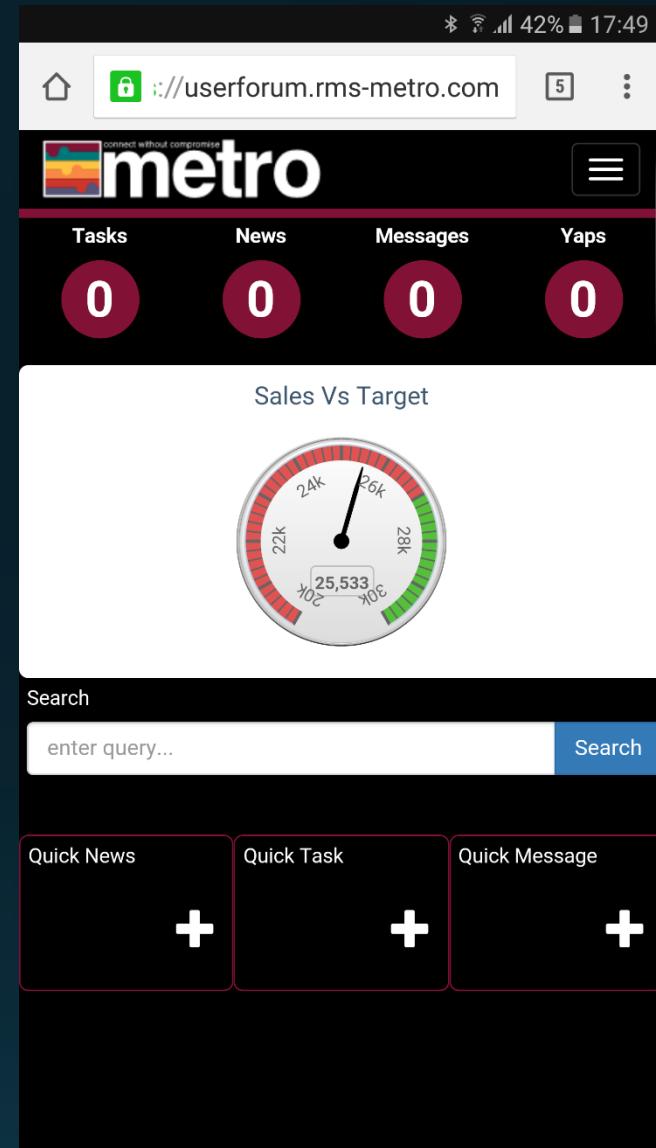 42% 17:49
://userforum.rms-metro.com 5
connect without compromise
metro
Tasks News Messages Yaps
0 0 0 0
Sales Vs Target
20k 22k 24k 26k 28k 30k
25,533
Search
enter query... Search
Quick News Quick Task Quick Message